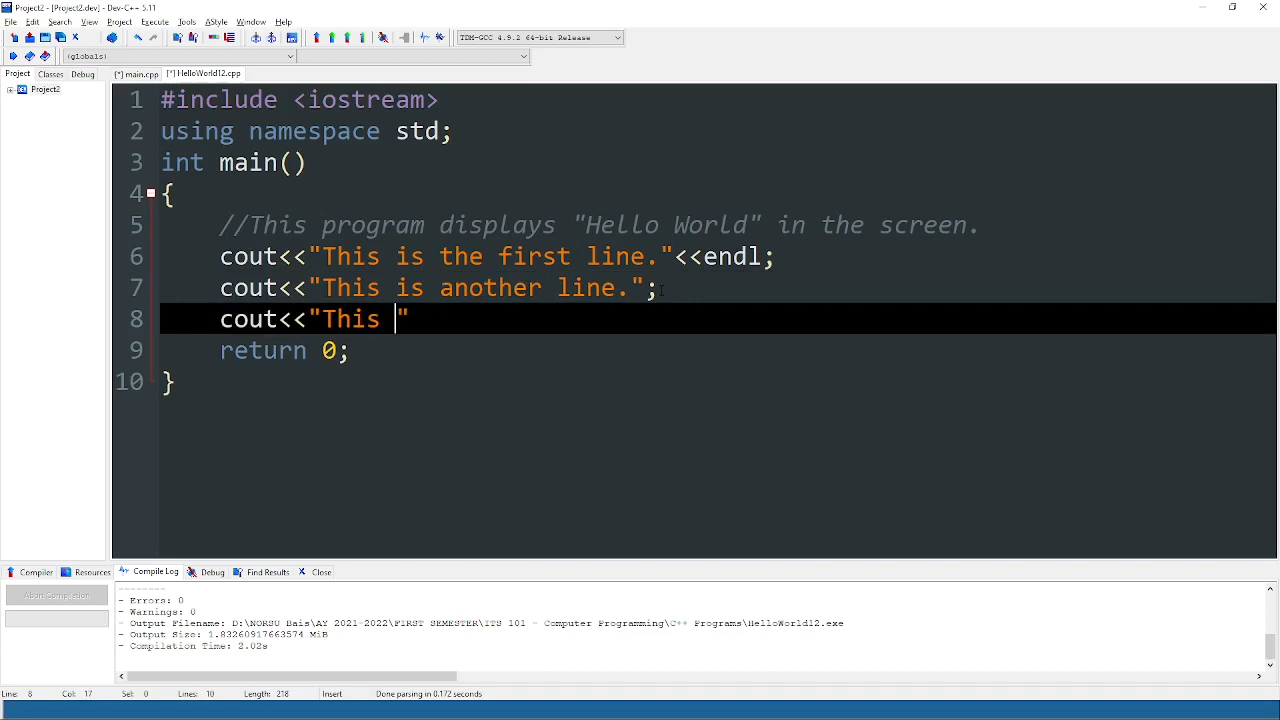 Project2 - [Project2.dev] - Dev-C++ 5.11
File Edit Search View Project Execute Tools AStyle Window Help
TDM-GCC 4.9.2 64-bit Release
(globals)
Project Classes Debug
[*] main.cpp [*] HelloWorld12.cpp
Project2
1 #include <iostream>
2 using namespace std;
3 int main()
4 {
5 //This program displays "Hello World" in the screen.
6 cout<<"This is the first line."<<endl;
7 cout<<"This is another line.";
8 cout<<"This "
9 return 0;
10 }
Compiler Resources Compile Log Debug Find Results Close
Abort Compilation
--------
- Errors: 0
- Warnings: 0
- Output Filename: D:\NORSU Bais\AY 2021-2022\FIRST SEMESTER\ITS 101 - Computer Programming\C++ Programs\HelloWorld12.exe
- Output Size: 1.83260917663574 MiB
- Compilation Time: 2.02s
Line: 8 Col: 17 Sel: 0 Lines: 10 Length: 218 Insert Done parsing in 0.172 seconds